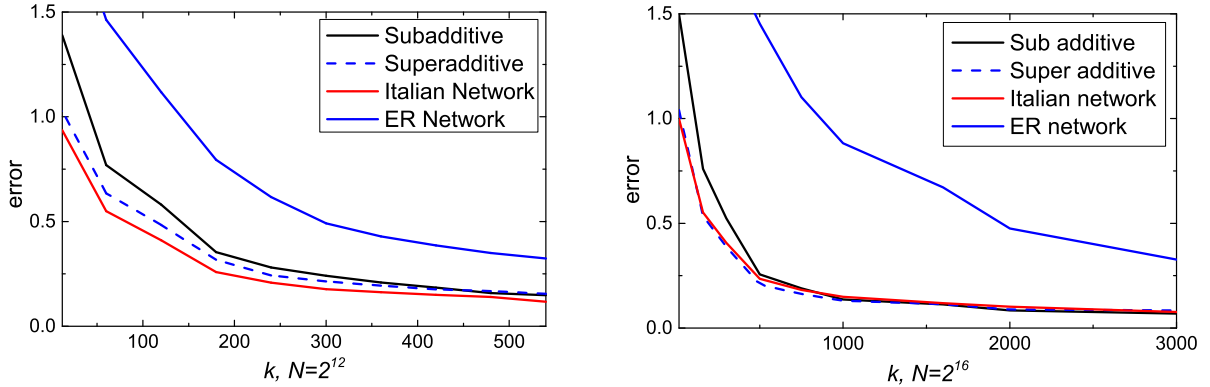 1.5
1.0
0.5
0.0
error
100
200
300
400
500
k, N=2^12
Subadditive
Superadditive
Italian Network
ER Network
1.5
1.0
0.5
0.0
error
1000
2000
3000
k, N=2^16
Sub additive
Super additive
Italian network
ER network